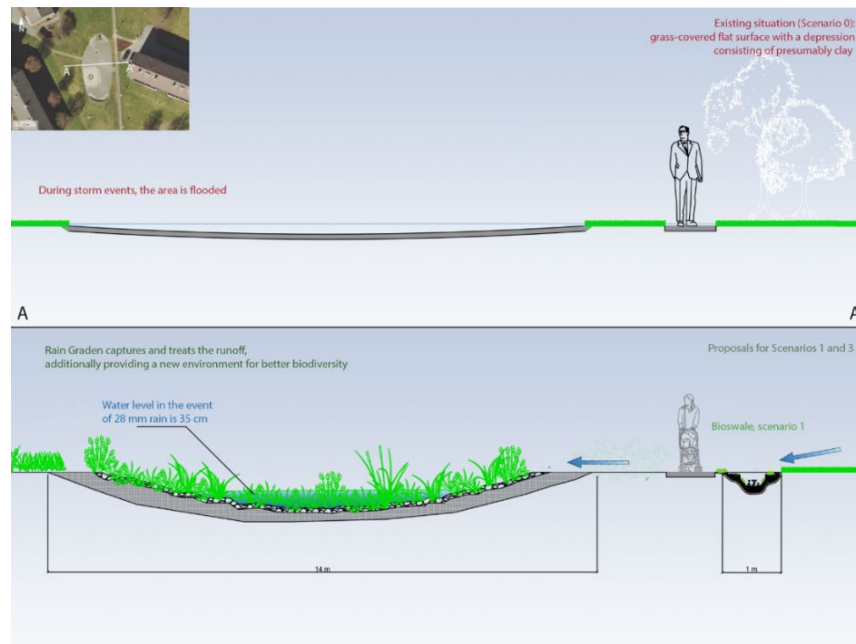 N
A A'
Existing situation (Scenario 0):
grass-covered flat surface with a depression
consisting of presumably clay
During storm events, the area is flooded
A
Rain Graden captures and treats the runoff,
additionally providing a new environment for better biodiversity
Proposals for Scenarios 1 and 3
Water level in the event
of 28 mm rain is 35 cm
Bioswale, scenario 1
14 m
1 m